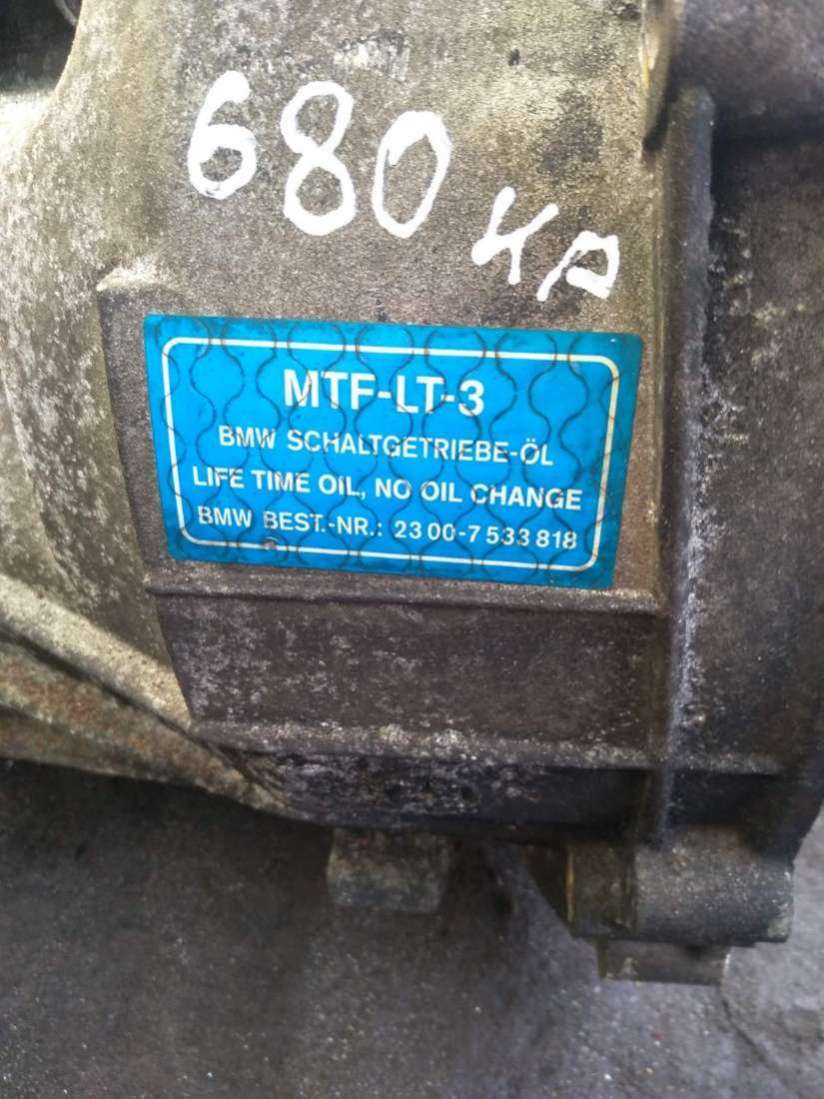 680 KA
MTF-LT-3
BMW SCHALTGETRIEBE-ÖL
LIFE TIME OIL, NO OIL CHANGE
BMW BEST.-NR.: 23 00-7 533 818